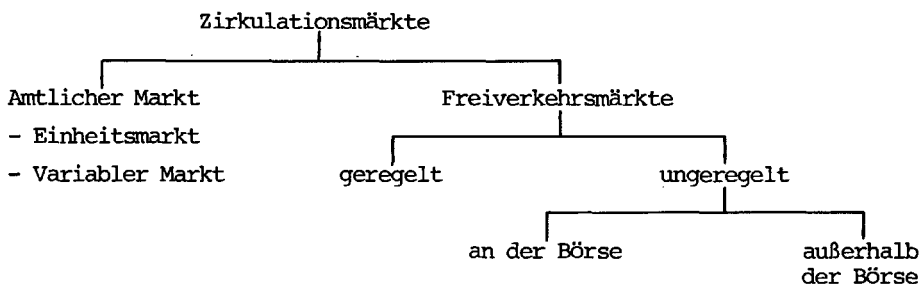 Zirkulationsmärkte
Amtlicher Markt
- Einheitsmarkt
- Variabler Markt
Freiverkehrsmärkte
geregelt
ungeregelt
an der Börse
außerhalb
der Börse